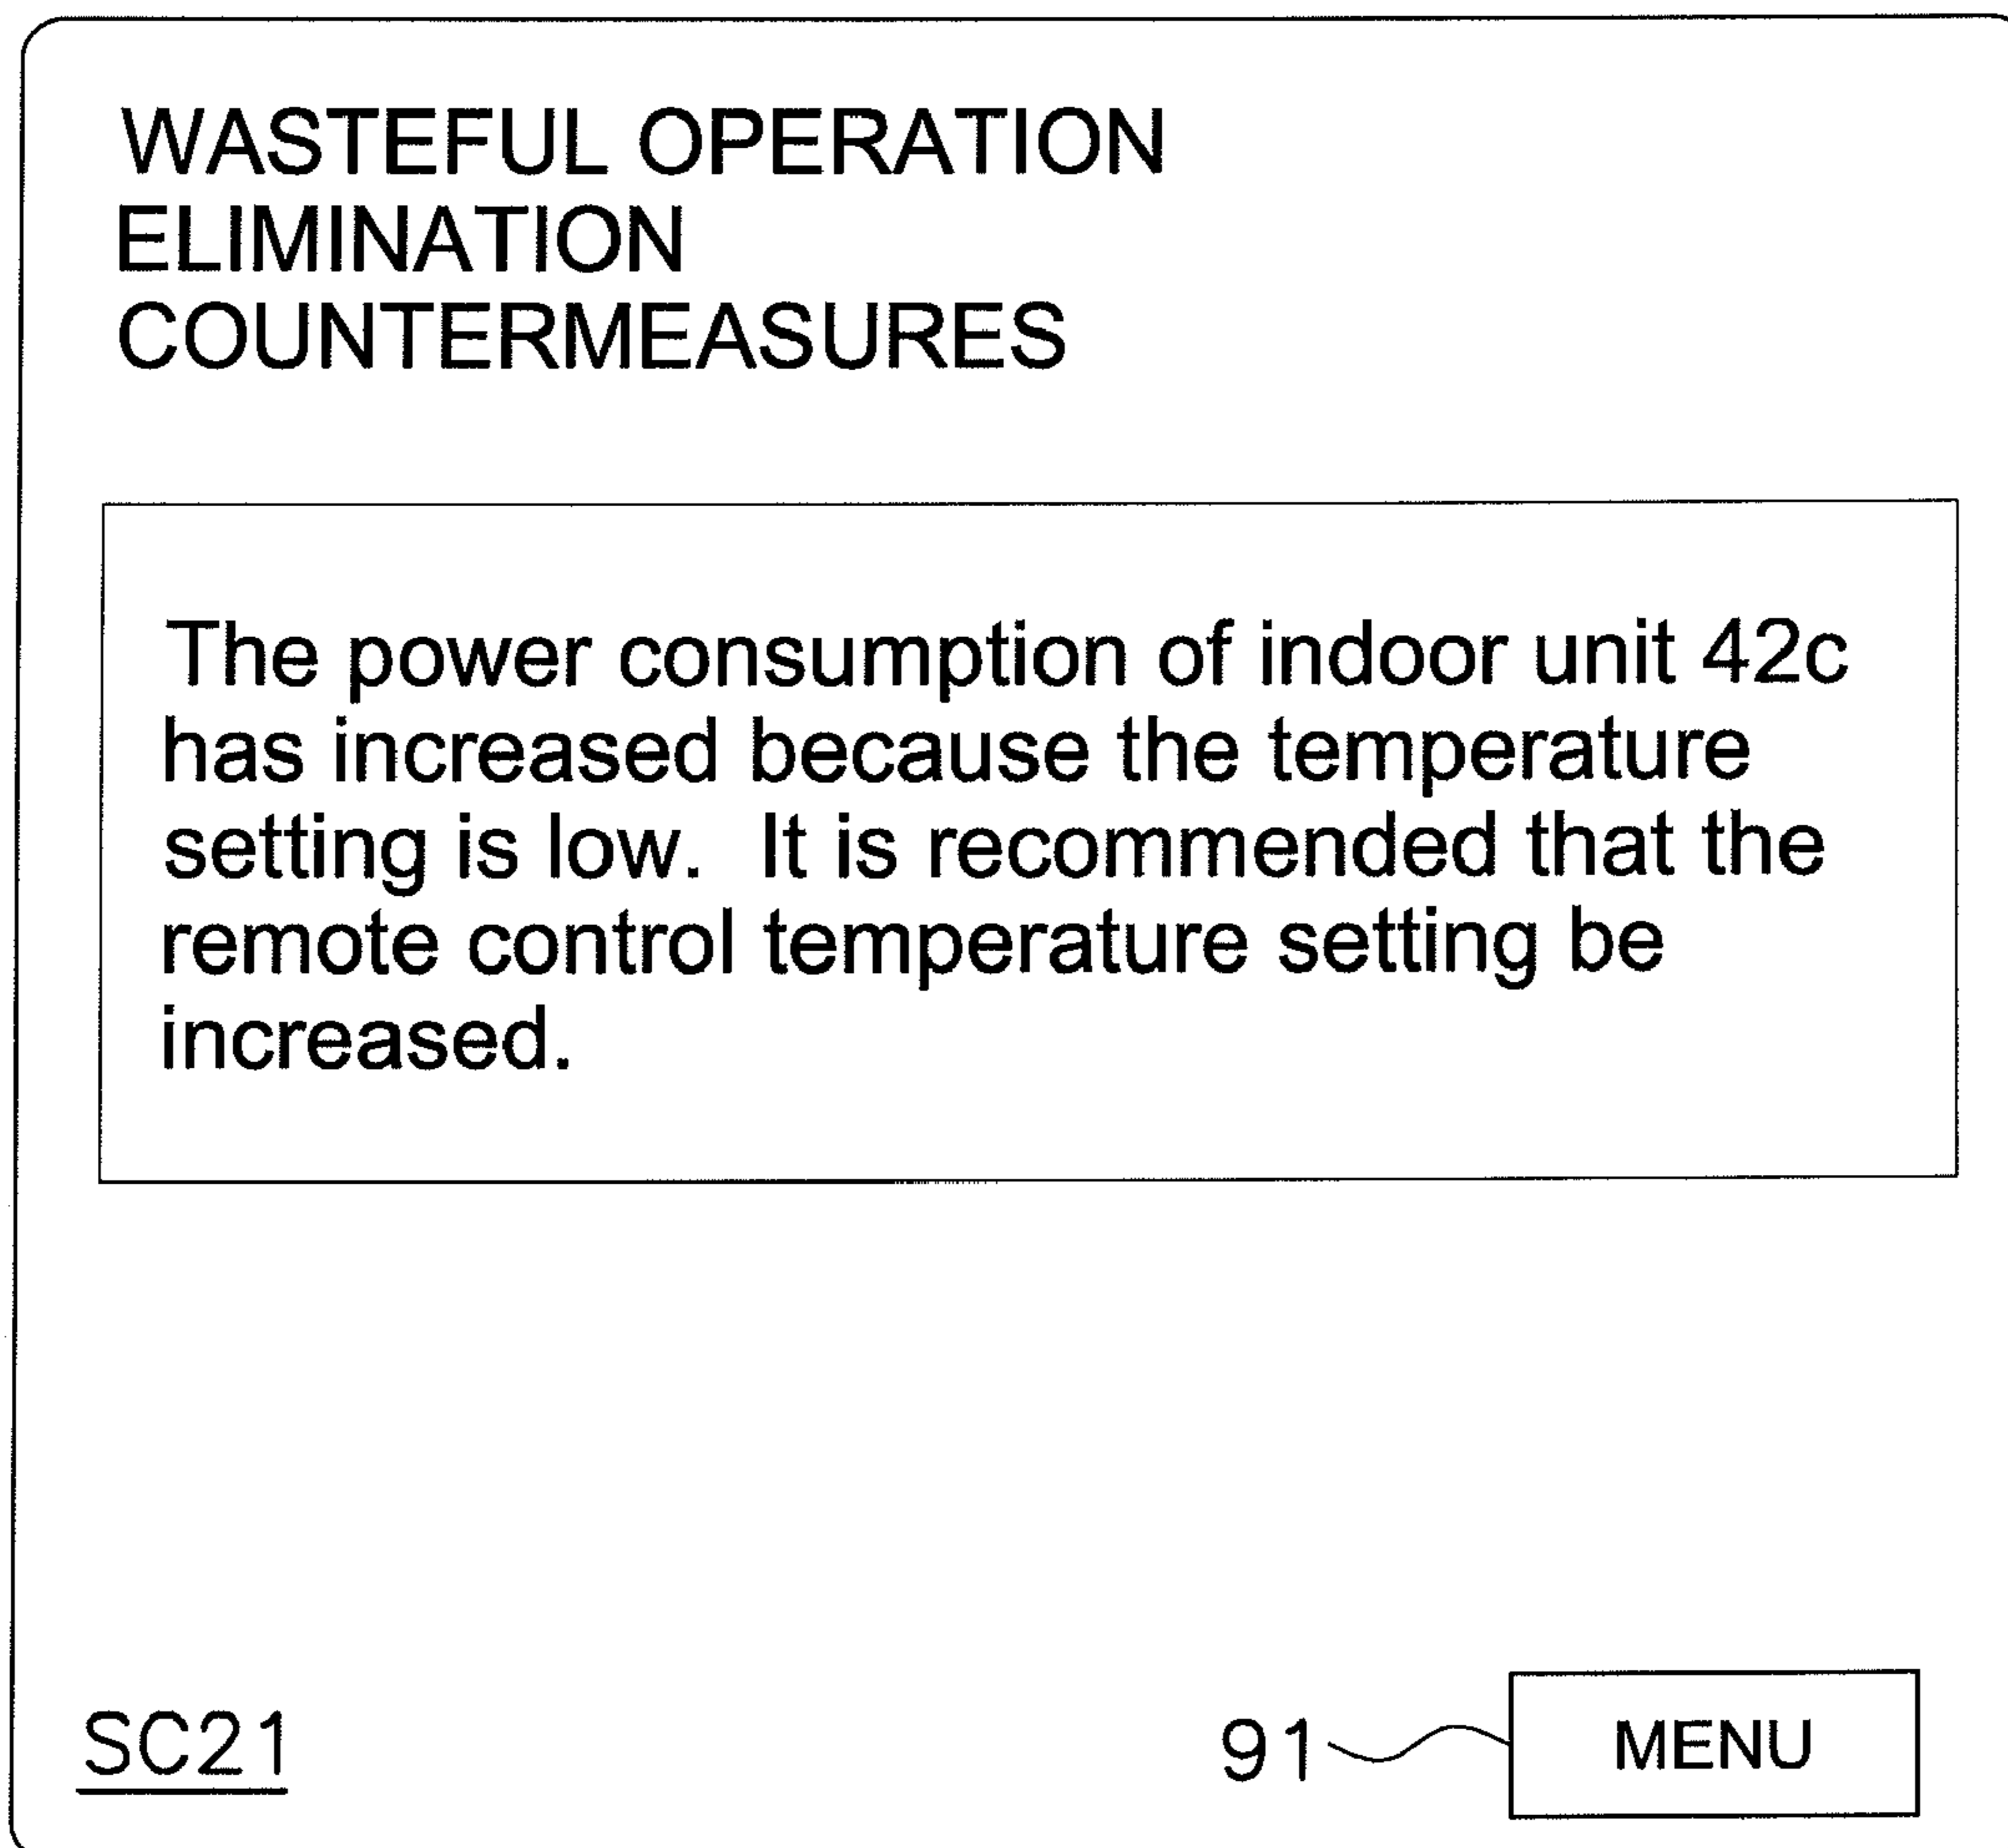 WASTEFUL OPERATION
ELIMINATION
COUNTERMEASURES
The power consumption of indoor unit 42c
has increased because the temperature
setting is low. It is recommended that the
remote control temperature setting be
increased.
SC21
91
MENU